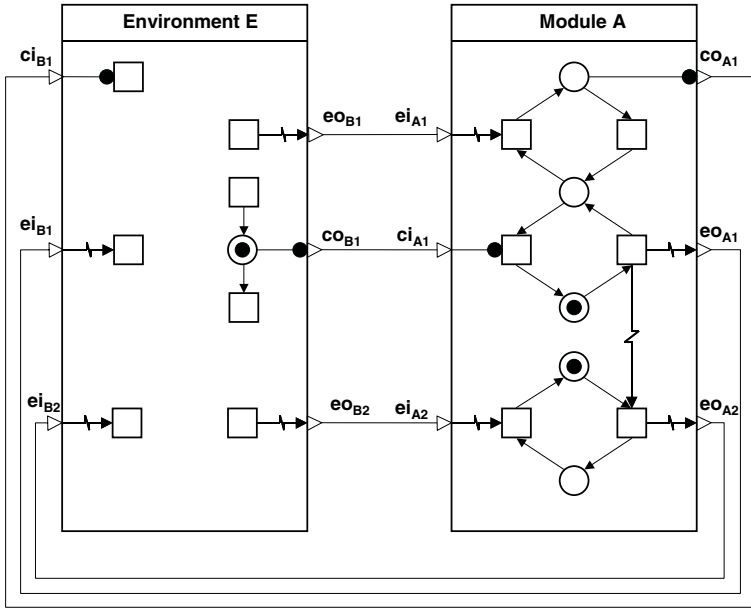 Environment E
Module A
ci_B1
co_A1
eo_B1
ei_A1
ei_B1
co_B1
ci_A1
eo_A1
ei_B2
eo_B2
ei_A2
eo_A2